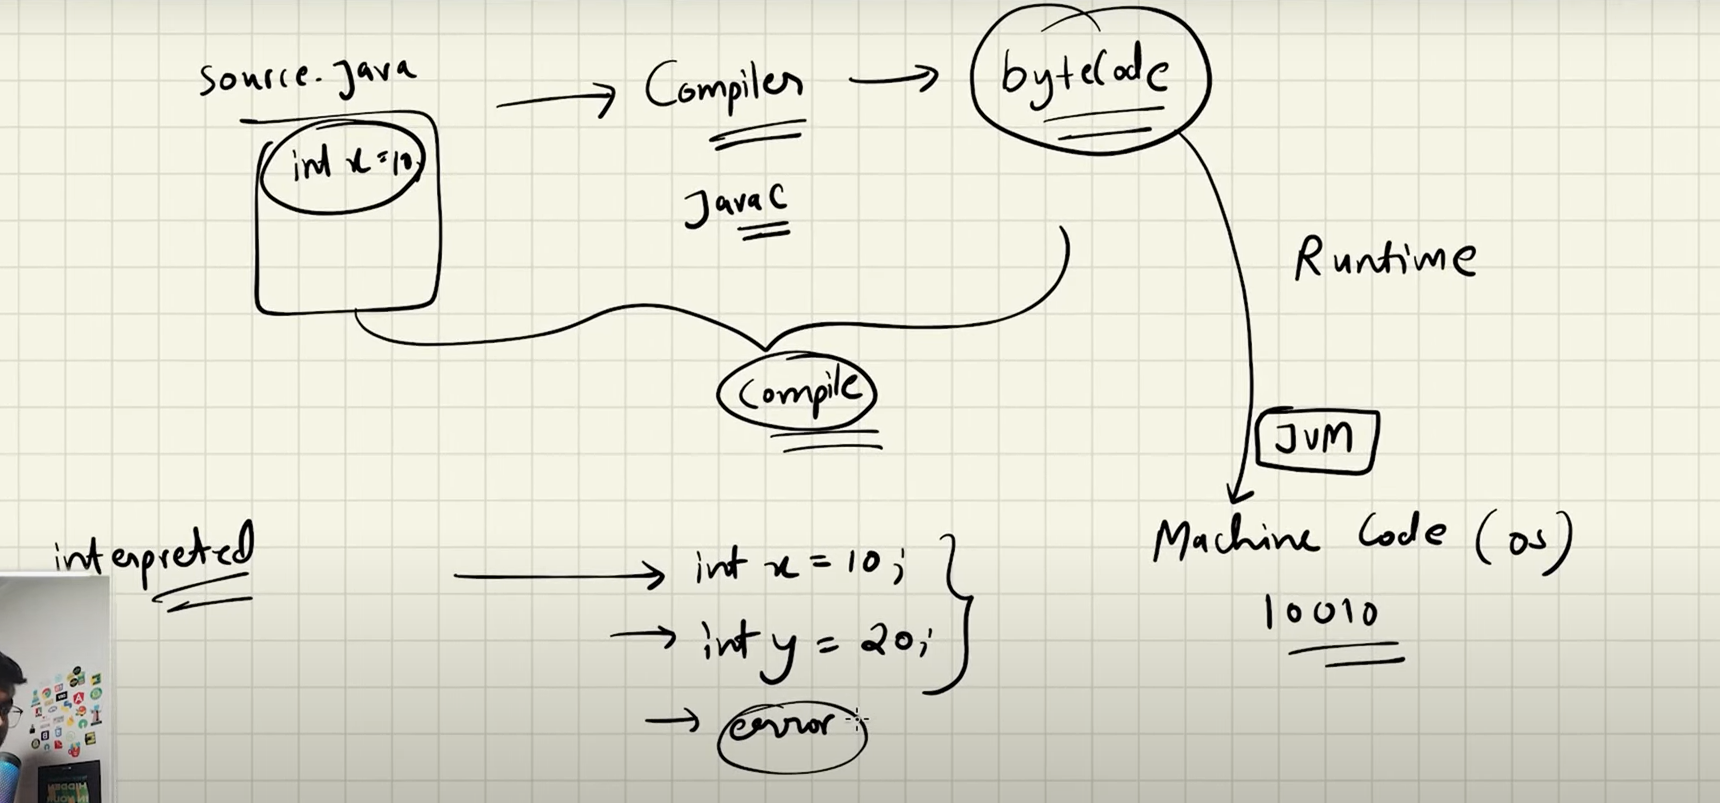 source.java
Compiler
bytecode
int x = 10;
JavaC
Runtime
Compile
JVM
Machine Code (OS)
10010
interpreted
int x = 10;
int y = 20;
error
HIDDEN